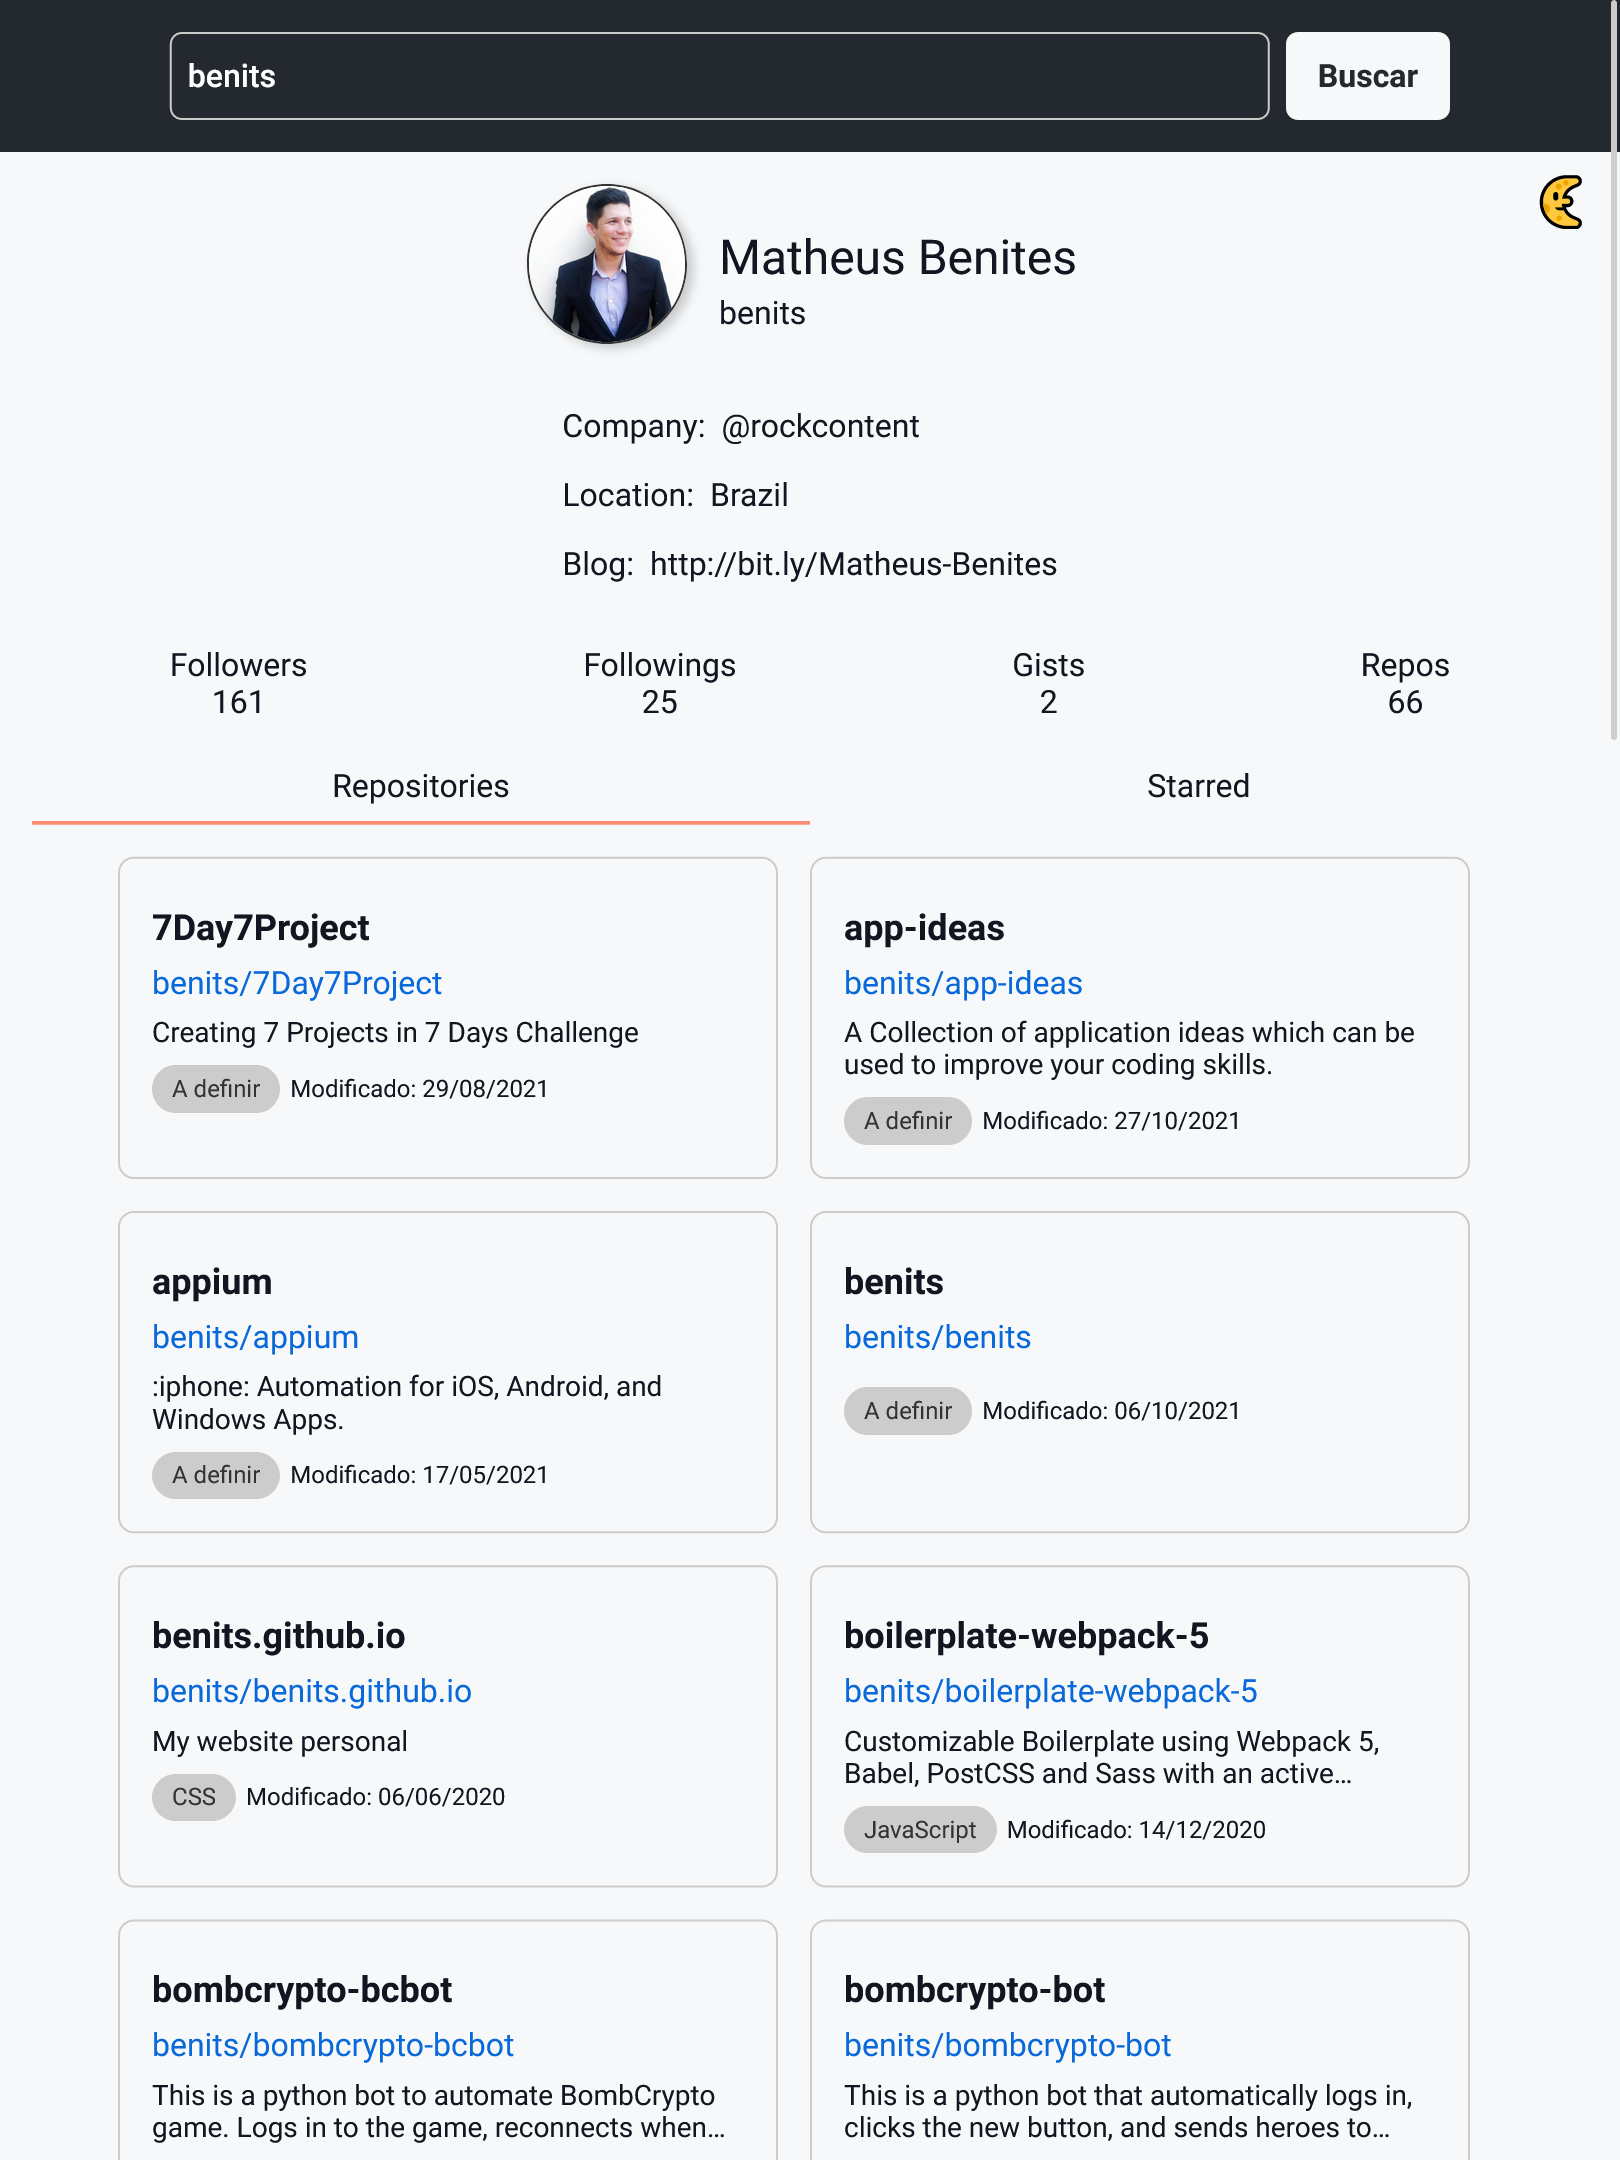 benits
Buscar
Matheus Benites
benits
Company: @rockcontent
Location: Brazil
Blog: http://bit.ly/Matheus-Benites
Followers
161
Followings
25
Gists
2
Repos
66
Repositories
Starred
7Day7Project
benits/7Day7Project
Creating 7 Projects in 7 Days Challenge
A definir Modificado: 29/08/2021
app-ideas
benits/app-ideas
A Collection of application ideas which can be
used to improve your coding skills.
A definir Modificado: 27/10/2021
appium
benits/appium
:iphone: Automation for iOS, Android, and
Windows Apps.
A definir Modificado: 17/05/2021
benits
benits/benits
A definir Modificado: 06/10/2021
benits.github.io
benits/benits.github.io
My website personal
CSS Modificado: 06/06/2020
boilerplate-webpack-5
benits/boilerplate-webpack-5
Customizable Boilerplate using Webpack 5,
Babel, PostCSS and Sass with an active...
JavaScript Modificado: 14/12/2020
bombcrypto-bcbot
benits/bombcrypto-bcbot
This is a python bot to automate BombCrypto
game. Logs in to the game, reconnects when...
bombcrypto-bot
benits/bombcrypto-bot
This is a python bot that automatically logs in,
clicks the new button, and sends heroes to...